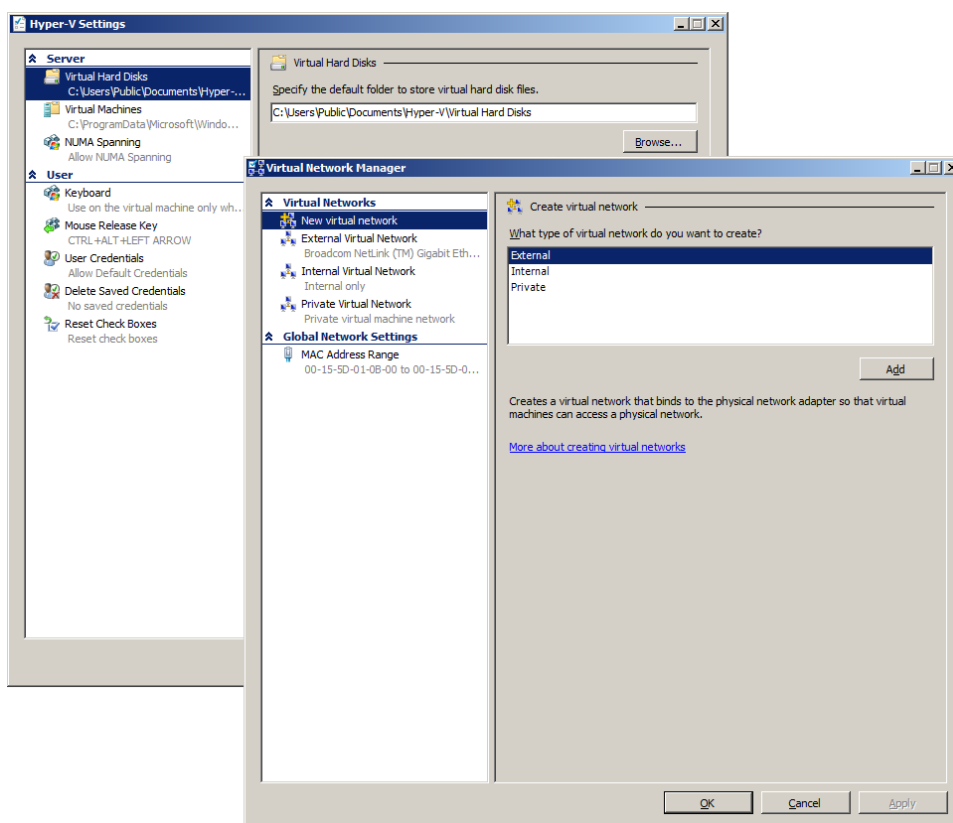 Hyper-V Settings
Server
Virtual Hard Disks
C:\Users\Public\Documents\Hyper-...
Virtual Machines
C:\ProgramData\Microsoft\Windo...
NUMA Spanning
Allow NUMA Spanning
User
Keyboard
Use on the virtual machine only wh..
Mouse Release Key
CTRL+ALT+LEFT ARROW
User Credentials
Allow Default Credentials
Delete Saved Credentials
No saved credentials
Reset Check Boxes
Reset check boxes
Virtual Hard Disks
Specify the default folder to store virtual hard disk files.
C:\Users\Public\Documents\Hyper-V\Virtual Hard Disks
Browse...
Virtual Network Manager
Virtual Networks
New virtual network
External Virtual Network
Broadcom NetLink (TM) Gigabit Eth...
Internal Virtual Network
Internal only
Private Virtual Network
Private virtual machine network
Global Network Settings
MAC Address Range
00-15-5D-01-0B-00 to 00-15-5D-0...
Create virtual network
What type of virtual network do you want to create?
External
Internal
Private
Add
Creates a virtual network that binds to the physical network adapter so that virtual
machines can access a physical network.
More about creating virtual networks
OK
Cancel
Apply